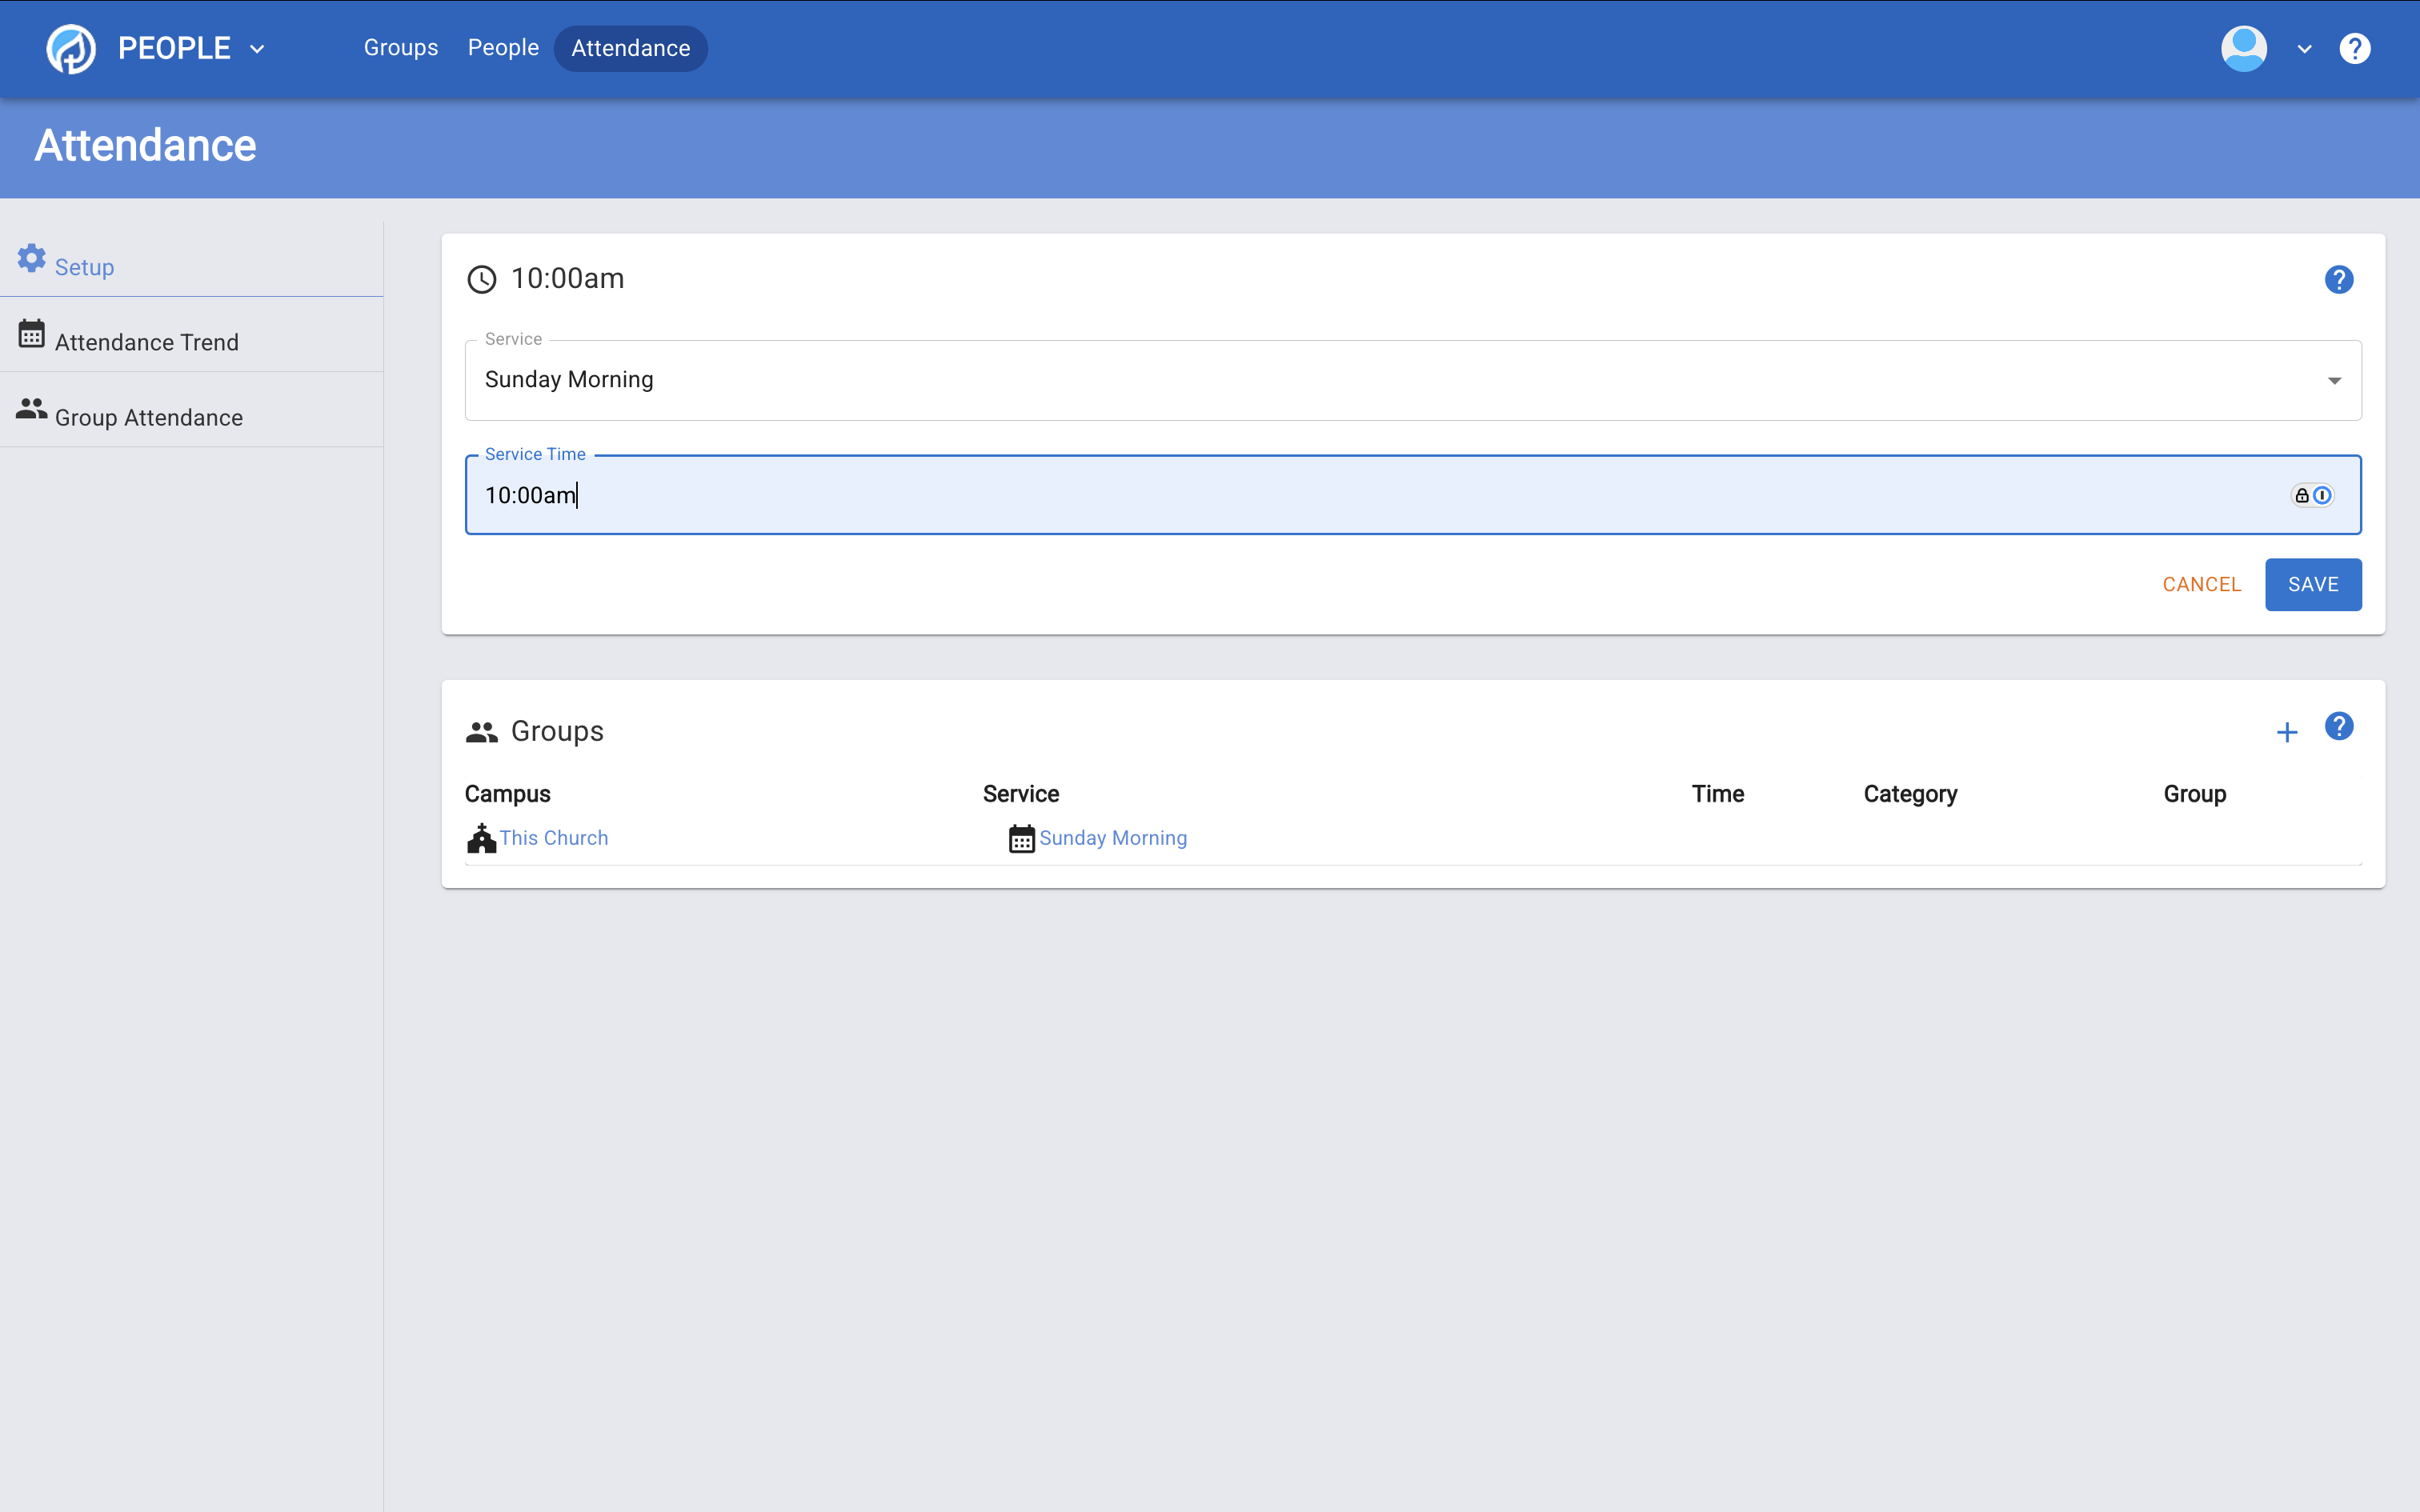 PEOPLE Groups People Attendance ?
Attendance
Setup
Attendance Trend
Group Attendance
10:00am ?
Service
Sunday Morning
Service Time
10:00am
CANCEL SAVE
Groups + ?
Campus Service Time Category Group
This Church Sunday Morning